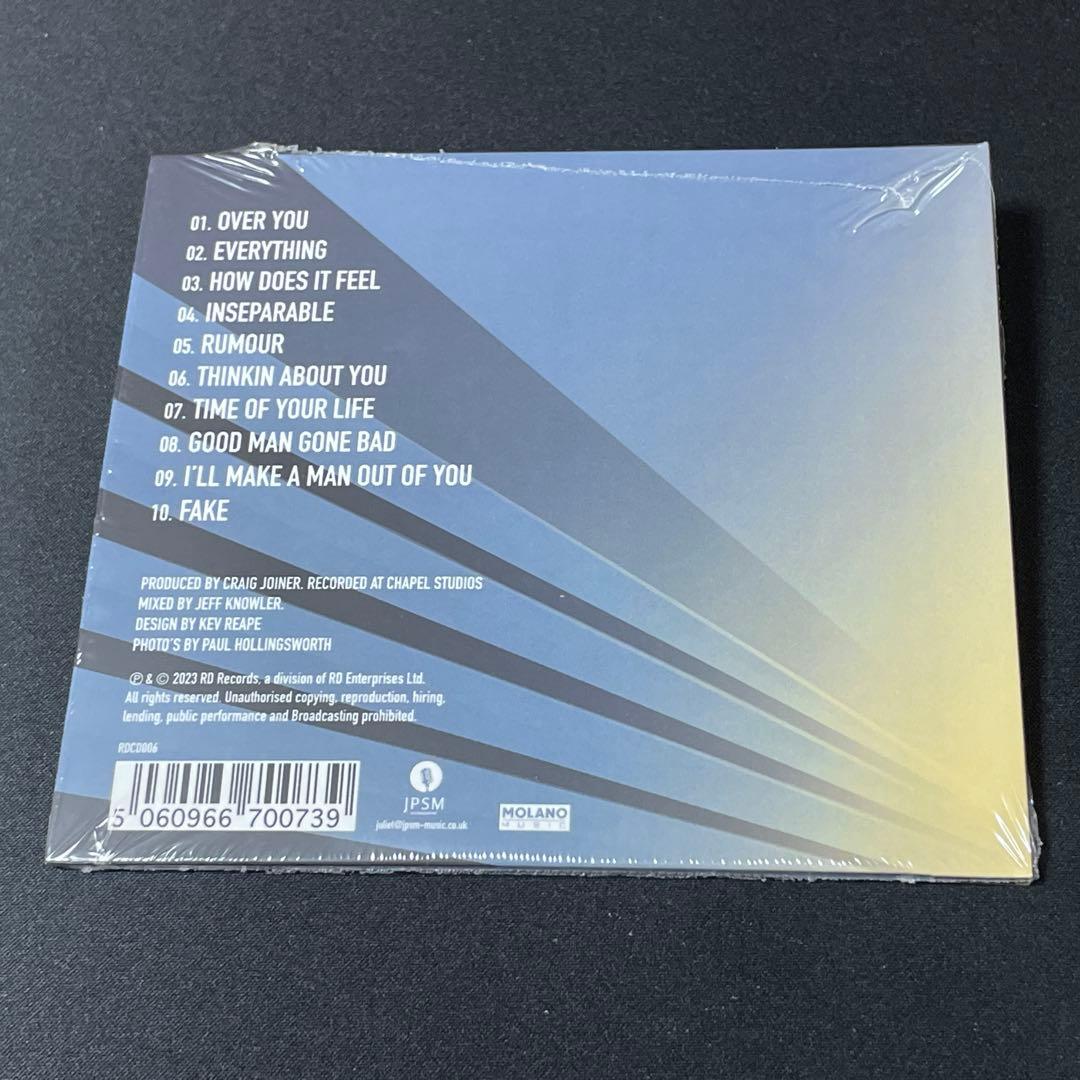 01. OVER YOU
02. EVERYTHING
03. HOW DOES IT FEEL
04. INSEPARABLE
05. RUMOUR
06. THINKIN ABOUT YOU
07. TIME OF YOUR LIFE
08. GOOD MAN GONE BAD
09. I'LL MAKE A MAN OUT OF YOU
10. FAKE
PRODUCED BY CRAIG JOINER. RECORDED AT CHAPEL STUDIOS
MIXED BY JEFF KNOWLER.
DESIGN BY KEV REAPE
PHOTO'S BY PAUL HOLLINGSWORTH
℗ & © 2023 RD Records, a division of RD Enterprises Ltd.
All rights reserved. Unauthorised copying, reproduction, hiring,
lending, public performance and Broadcasting prohibited.
RDCD006
5 060966 700739
JPSM
juliet@jpsm-music.co.uk
MOLANO
MUSIC